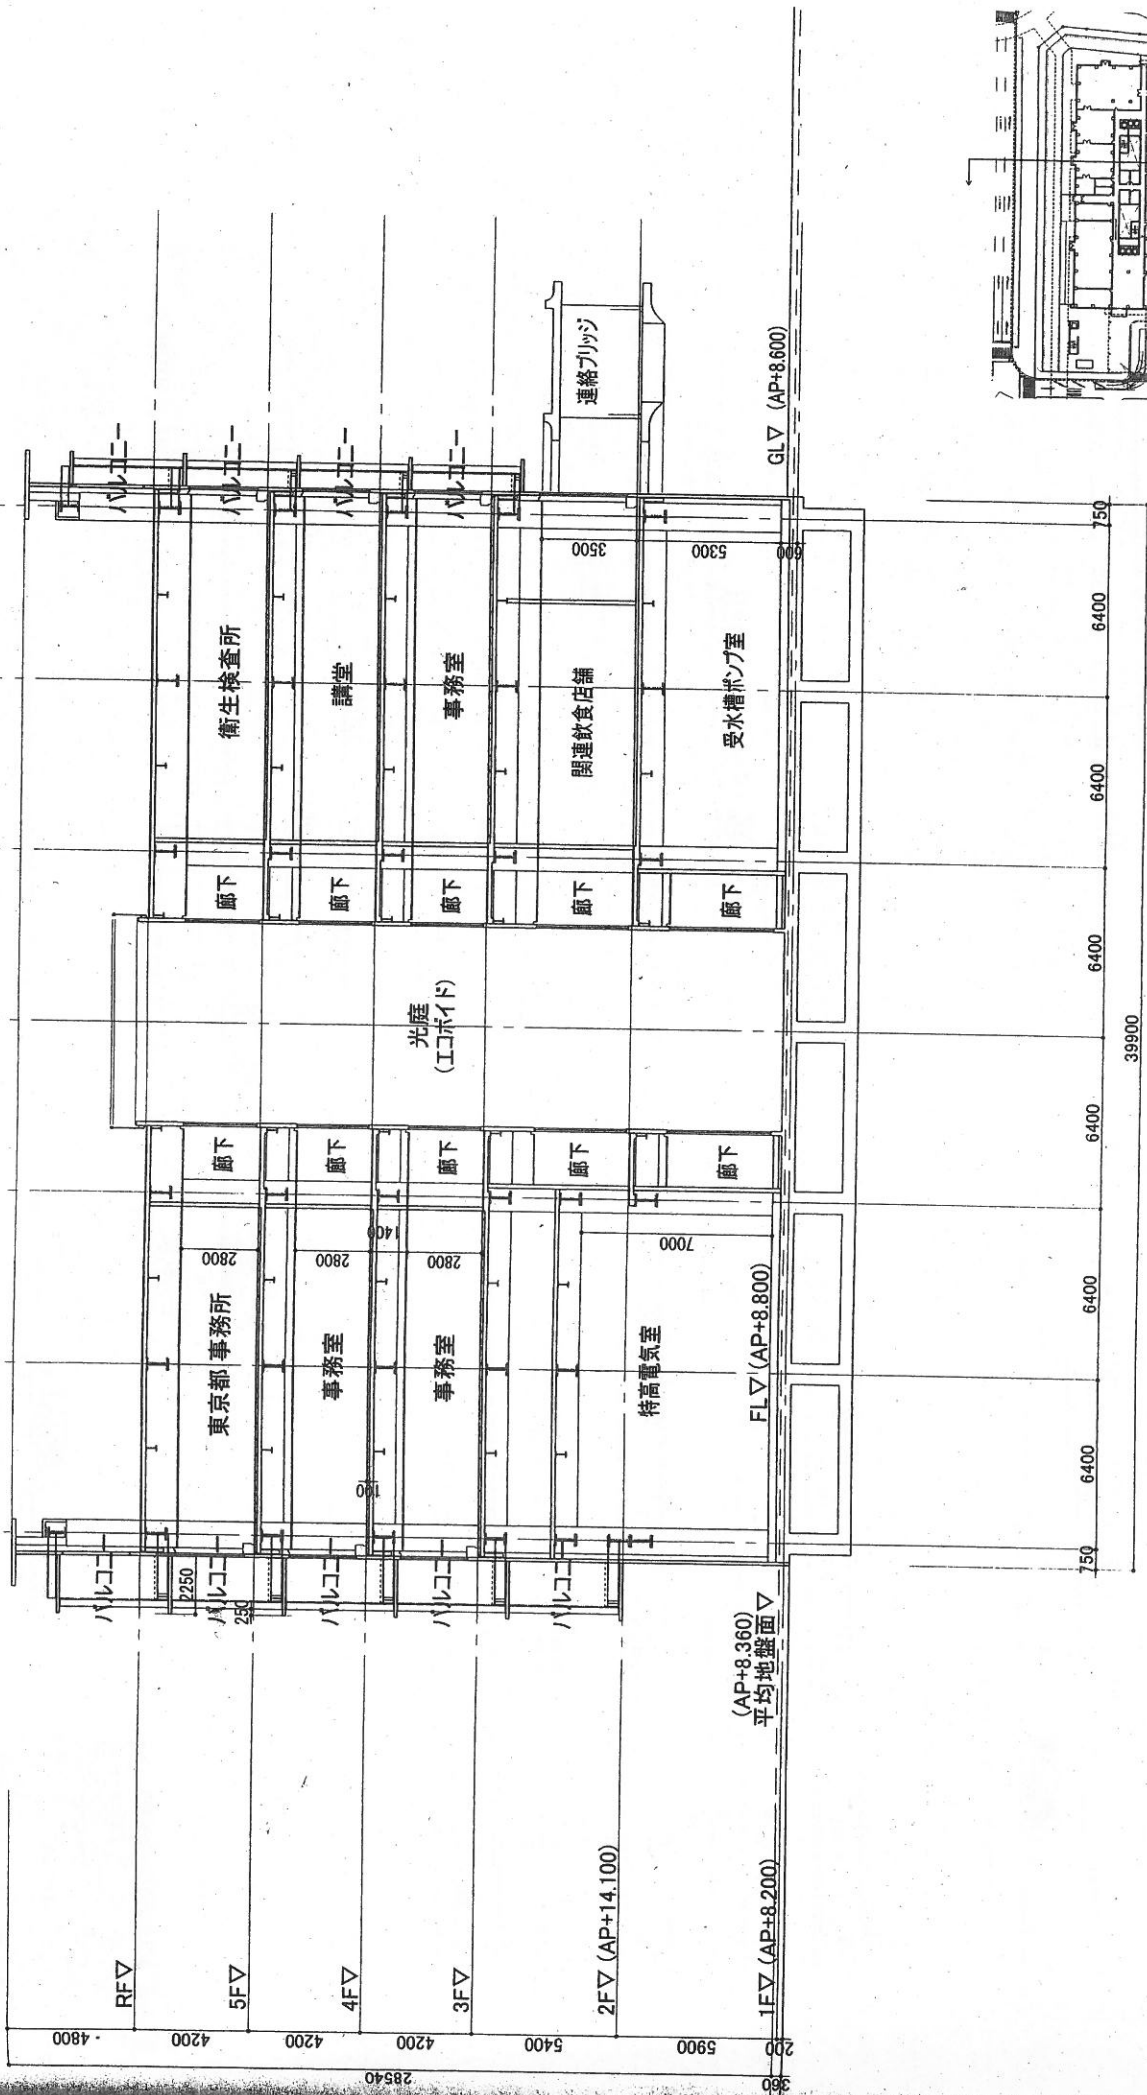 RF▽
5F▽
4F▽
3F▽
2F▽ (AP+14.100)
1F▽ (AP+8.200)
4800
4200
4200
4200
5400
5900
200
28540
360
バルコニー
バルコニー
バルコニー
バルコニー
バルコニー
2250
250
(AP+8.360)
平均地盤面▽
東京都 事務所
事務室
事務室
特高電気室
FL▽ (AP+8.800)
2800
2800
2800
1400
100
7000
廊下
廊下
廊下
廊下
廊下
光庭
(エコボイド)
廊下
廊下
廊下
廊下
廊下
衛生検査所
講堂
事務室
関連飲食店舗
受水槽ポンプ室
3500
5300
600
バルコニー
バルコニー
バルコニー
バルコニー
連絡ブリッジ
GL▽ (AP+8.600)
750
6400
6400
6400
6400
6400
6400
750
39900